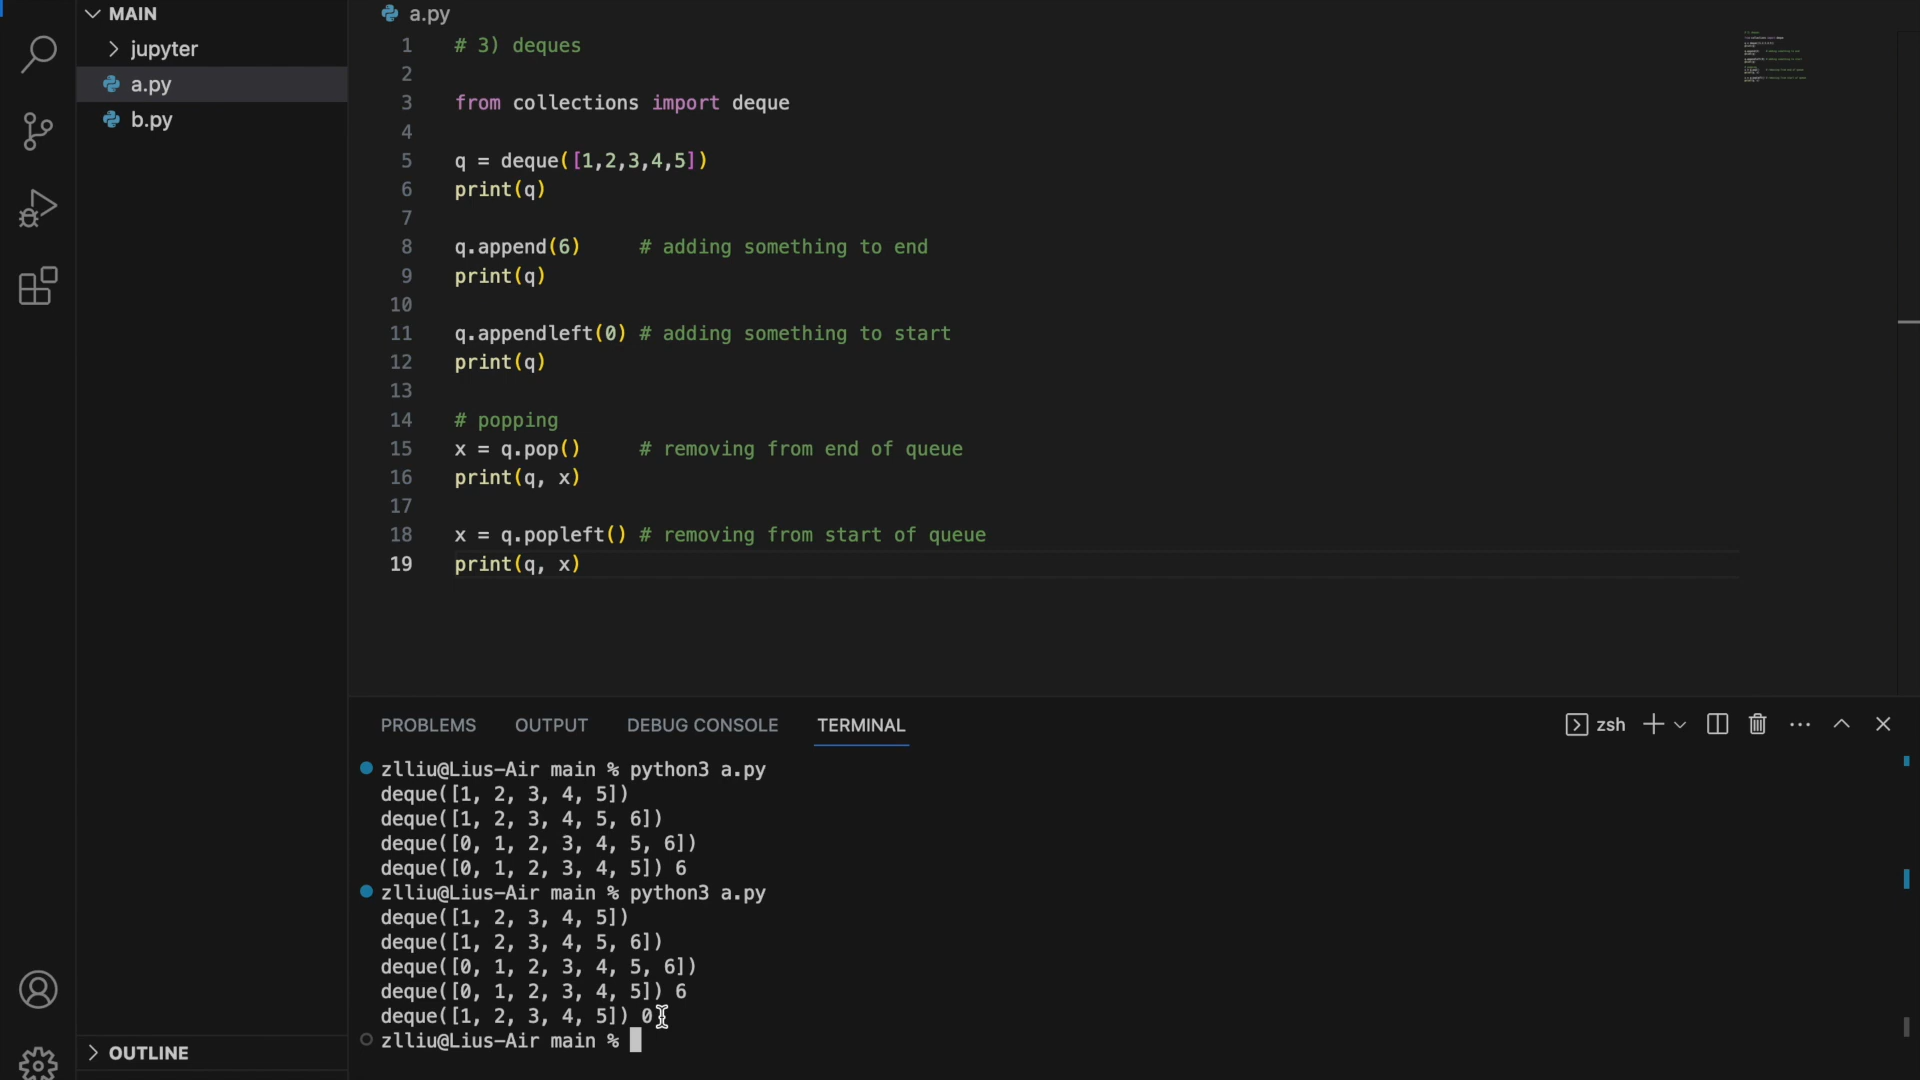 MAIN
jupyter
a.py
b.py
OUTLINE
a.py
1 # 3) deques
2
3 from collections import deque
4
5 q = deque([1,2,3,4,5])
6 print(q)
7
8 q.append(6)     # adding something to end
9 print(q)
10
11 q.appendleft(0) # adding something to start
12 print(q)
13
14 # popping
15 x = q.pop()     # removing from end of queue
16 print(q, x)
17
18 x = q.popleft() # removing from start of queue
19 print(q, x)
PROBLEMS OUTPUT DEBUG CONSOLE TERMINAL zsh
zlliu@Lius-Air main % python3 a.py
deque([1, 2, 3, 4, 5])
deque([1, 2, 3, 4, 5, 6])
deque([0, 1, 2, 3, 4, 5, 6])
deque([0, 1, 2, 3, 4, 5]) 6
zlliu@Lius-Air main % python3 a.py
deque([1, 2, 3, 4, 5])
deque([1, 2, 3, 4, 5, 6])
deque([0, 1, 2, 3, 4, 5, 6])
deque([0, 1, 2, 3, 4, 5]) 6
deque([1, 2, 3, 4, 5]) 0
zlliu@Lius-Air main %